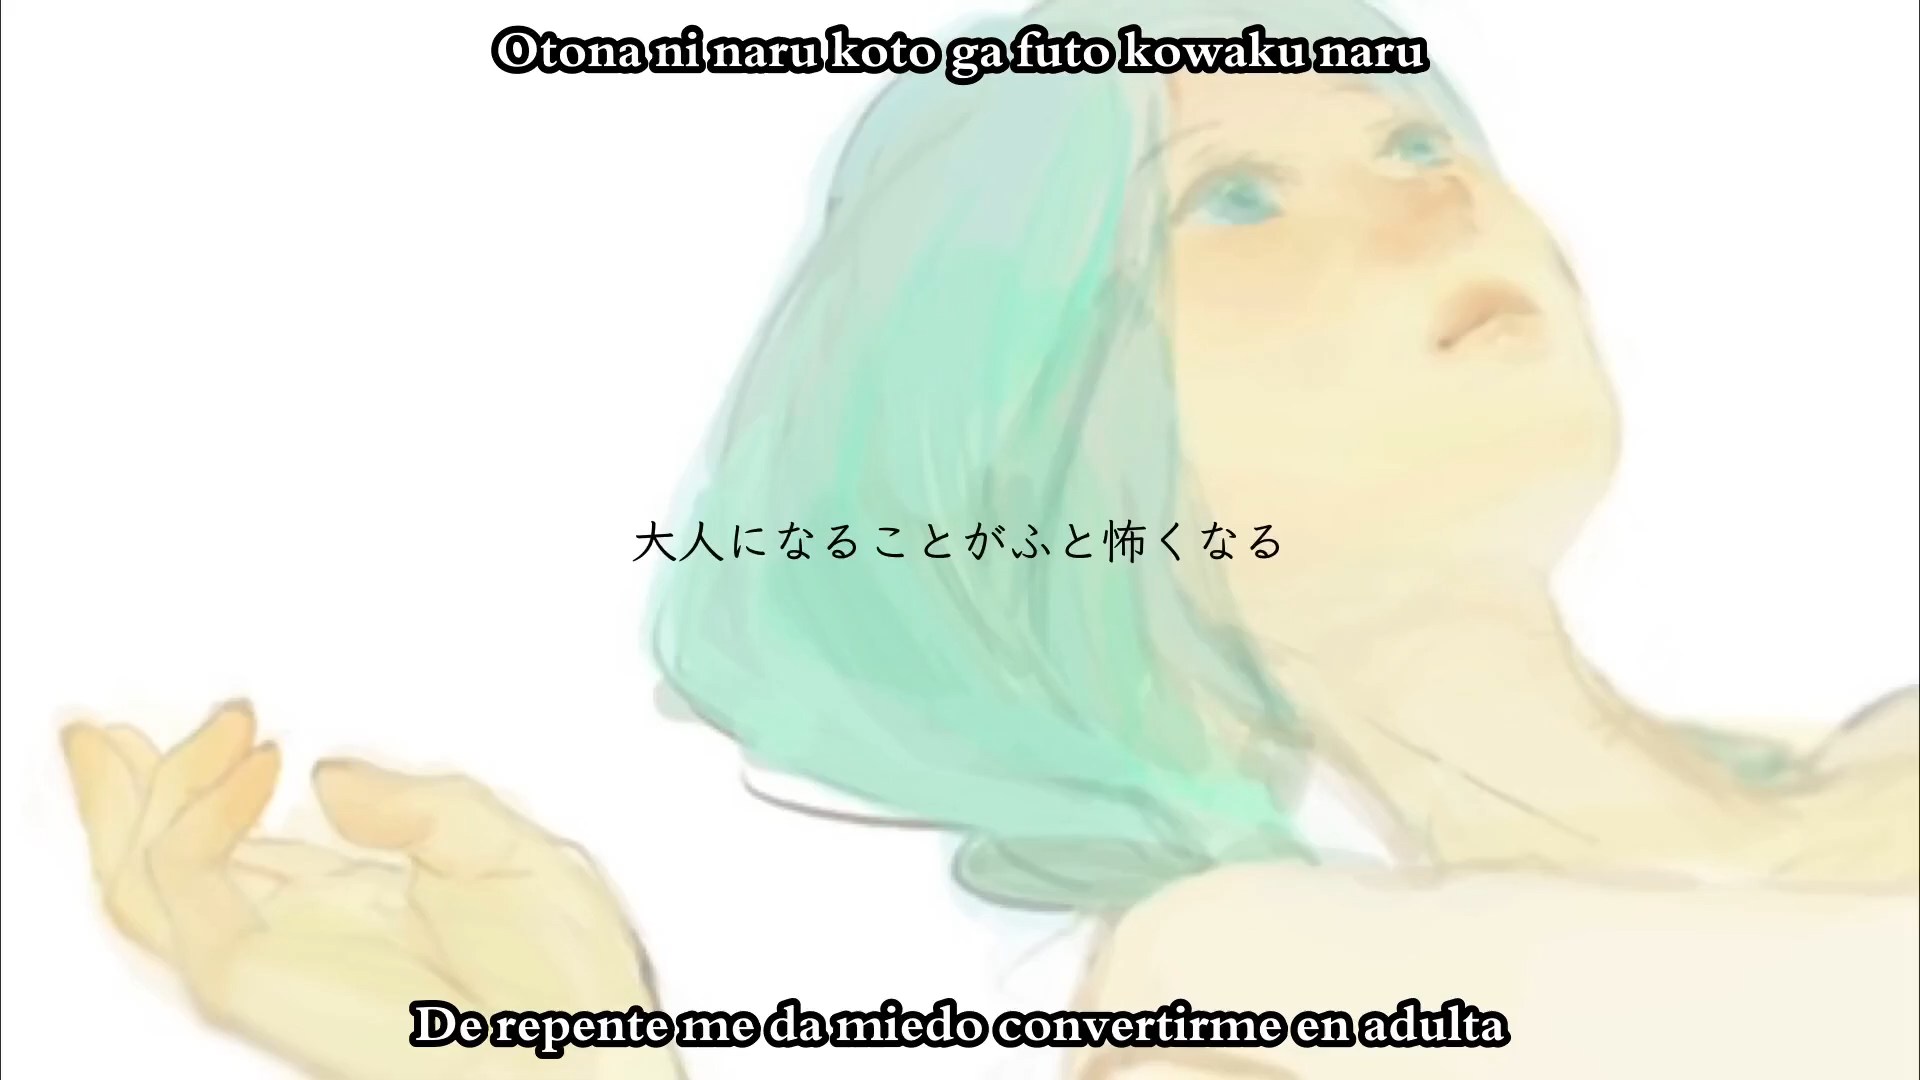 Otona ni naru koto ga futo kowaku naru
大人になることがふと怖くなる
De repente me da miedo convertirme en adulta